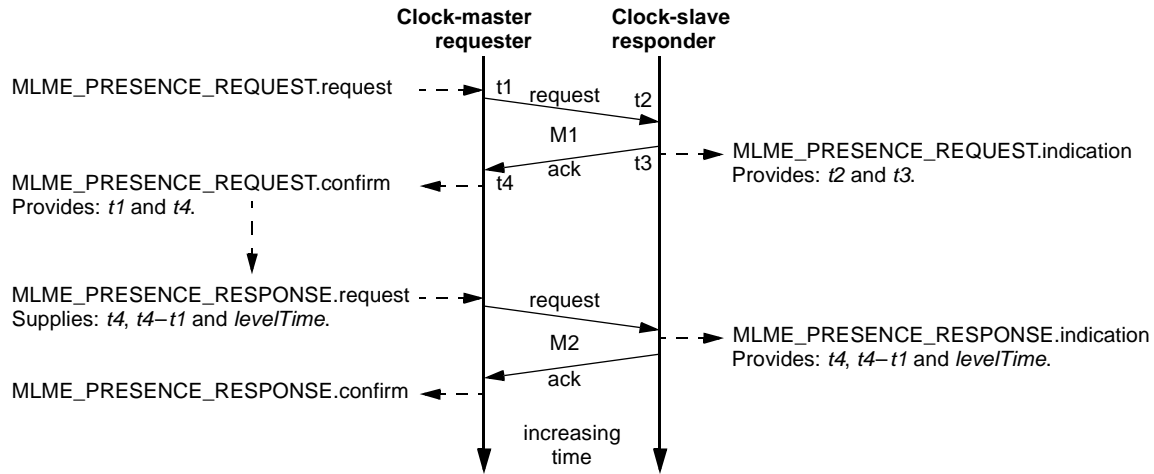 Clock-master
requester
Clock-slave
responder
MLME_PRESENCE_REQUEST.request
t1
request
t2
M1
ack
t3
MLME_PRESENCE_REQUEST.indication
Provides: t2 and t3.
MLME_PRESENCE_REQUEST.confirm
Provides: t1 and t4.
t4
MLME_PRESENCE_RESPONSE.request
Supplies: t4, t4–t1 and levelTime.
request
M2
ack
MLME_PRESENCE_RESPONSE.indication
Provides: t4, t4–t1 and levelTime.
MLME_PRESENCE_RESPONSE.confirm
increasing
time